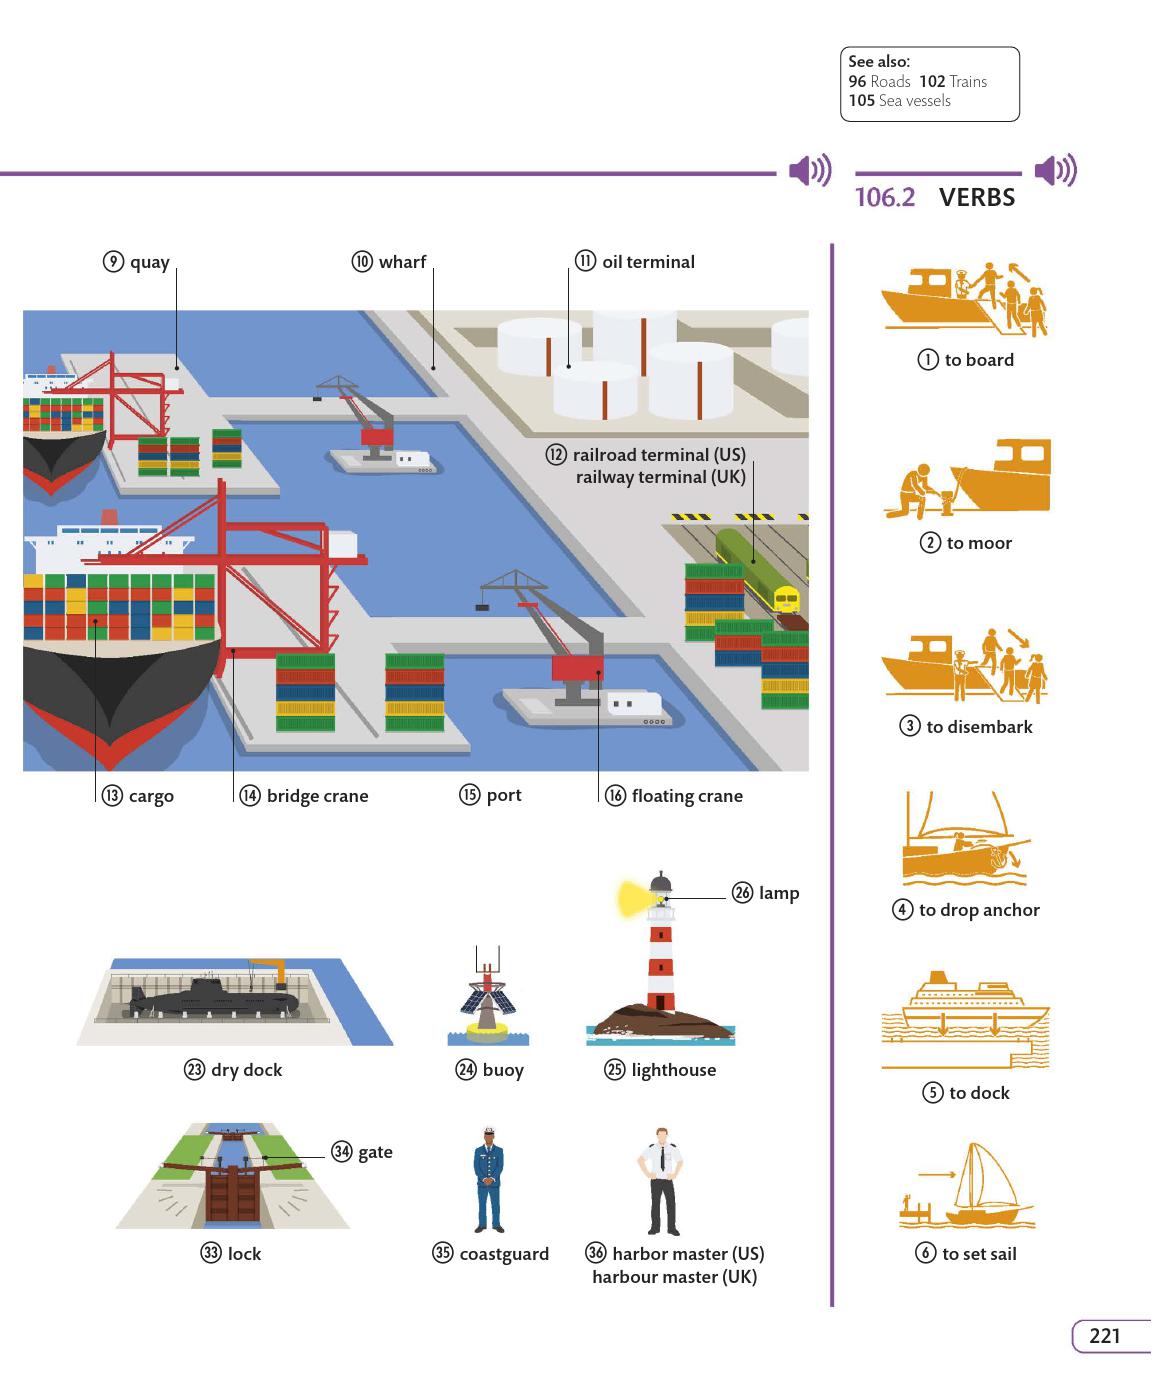 See also:
96 Roads 102 Trains
105 Sea vessels
106.2 VERBS
⑨ quay
⑩ wharf
⑪ oil terminal
⑫ railroad terminal (US)
railway terminal (UK)
⑬ cargo
⑭ bridge crane
⑮ port
⑯ floating crane
㉖ lamp
㉓ dry dock
㉔ buoy
㉕ lighthouse
㉞ gate
㉝ lock
㉟ coastguard
㊱ harbor master (US)
harbour master (UK)
① to board
② to moor
③ to disembark
④ to drop anchor
⑤ to dock
⑥ to set sail
221